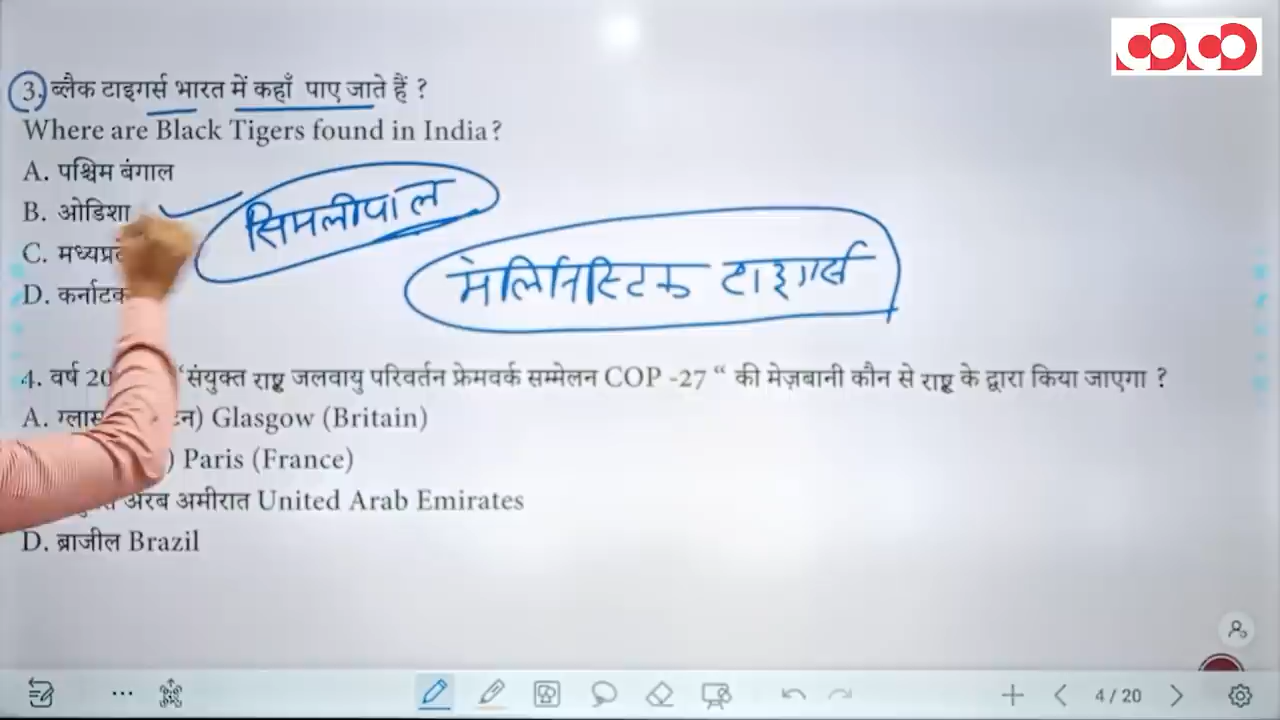 3. ब्लैक टाइगर्स भारत में कहाँ पाए जाते हैं ?
Where are Black Tigers found in India?
A. पश्चिम बंगाल
B. ओडिशा
सिमलीपाल
C.
D. कर्नाटक
मेलिनिस्टिक टाइगर्स
4. वर्ष 20 'संयुक्त राष्ट्र जलवायु परिवर्तन फ्रेमवर्क सम्मेलन COP -27 “ की मेज़बानी कौन से राष्ट्र के द्वारा किया जाएगा ?
A. Glasgow (Britain)
) Paris (France)
अरब अमीरात United Arab Emirates
D. ब्राजील Brazil
4 / 20